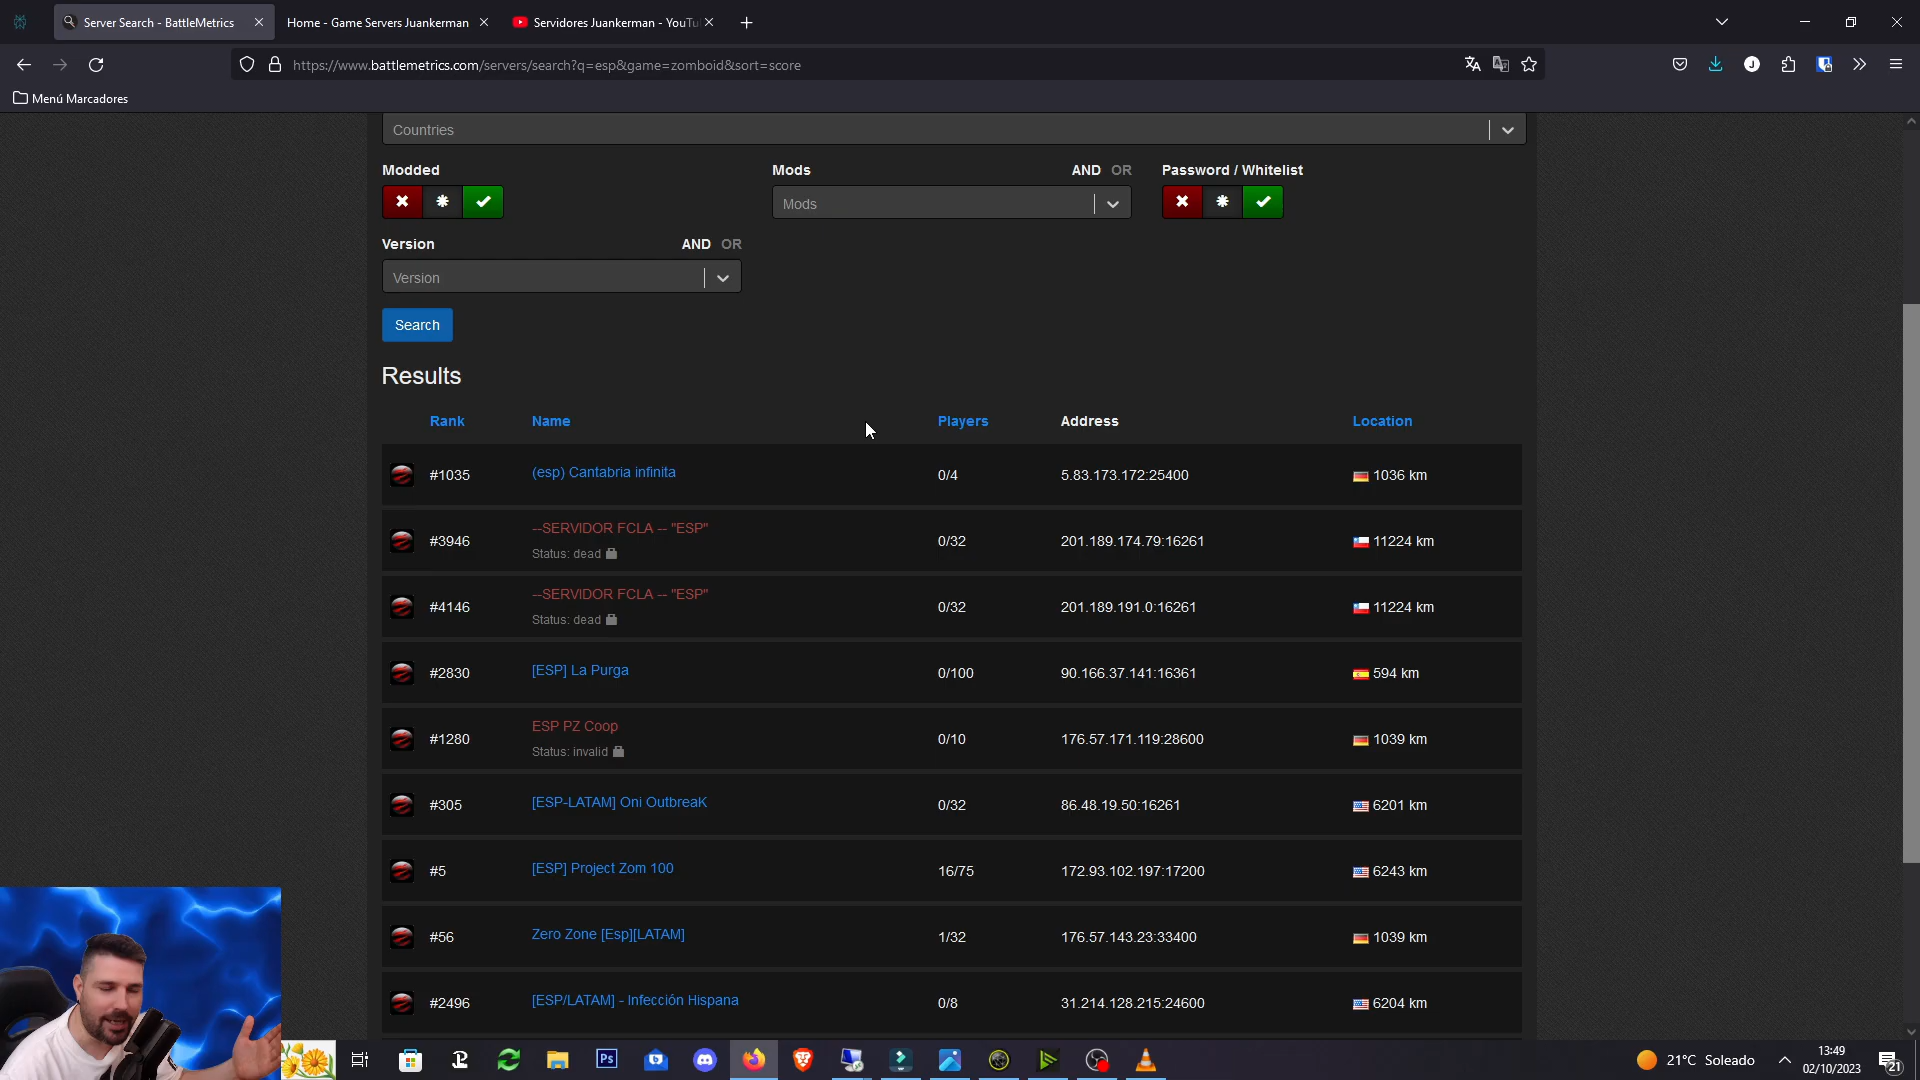 Server Search - BattleMetrics
Home - Game Servers Juankerman
Servidores Juankerman - YouTu
https://www.battlemetrics.com/servers/search?q=esp&game=zomboid&sort=score
J
Menú Marcadores
Countries
Modded
Mods AND OR
Password / Whitelist
Mods
Version AND OR
Version
Search
Results
Rank Name Players Address Location
#1035 (esp) Cantabria infinita 0/4 5.83.173.172:25400 1036 km
#3946 --SERVIDOR FCLA -- "ESP" 0/32 201.189.174.79:16261 11224 km
Status: dead
#4146 --SERVIDOR FCLA -- "ESP" 0/32 201.189.191.0:16261 11224 km
Status: dead
#2830 [ESP] La Purga 0/100 90.166.37.141:16361 594 km
#1280 ESP PZ Coop 0/10 176.57.171.119:28600 1039 km
Status: invalid
#305 [ESP-LATAM] Oni OutbreaK 0/32 86.48.19.50:16261 6201 km
#5 [ESP] Project Zom 100 16/75 172.93.102.197:17200 6243 km
#56 Zero Zone [Esp][LATAM] 1/32 176.57.143.23:33400 1039 km
#2496 [ESP/LATAM] - Infección Hispana 0/8 31.214.128.215:24600 6204 km
Ps
21°C Soleado
13:49
02/10/2023
21